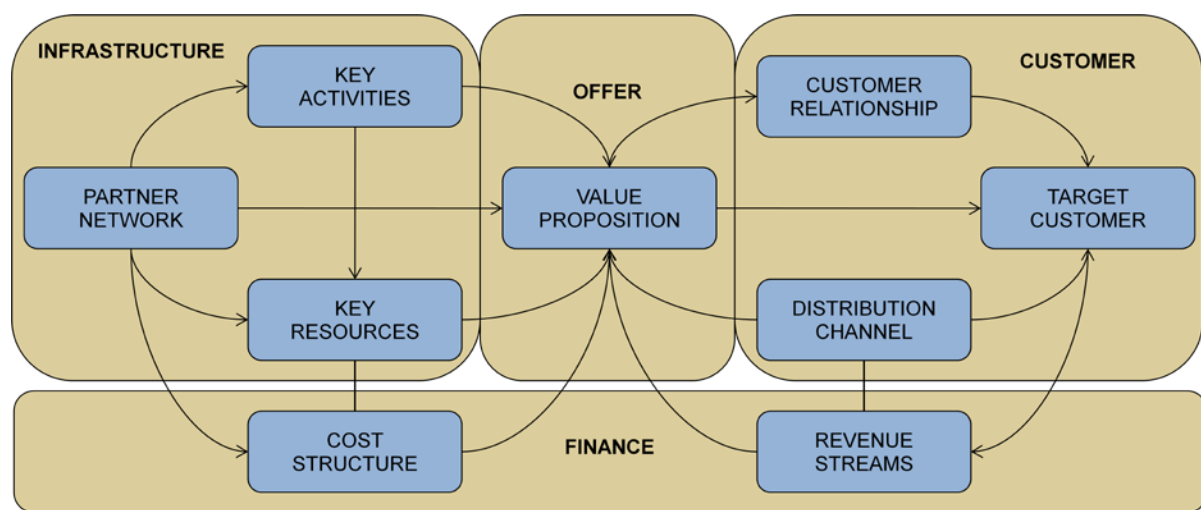 INFRASTRUCTURE
KEY
ACTIVITIES
PARTNER
NETWORK
KEY
RESOURCES
OFFER
VALUE
PROPOSITION
CUSTOMER
CUSTOMER
RELATIONSHIP
TARGET
CUSTOMER
DISTRIBUTION
CHANNEL
COST
STRUCTURE
FINANCE
REVENUE
STREAMS